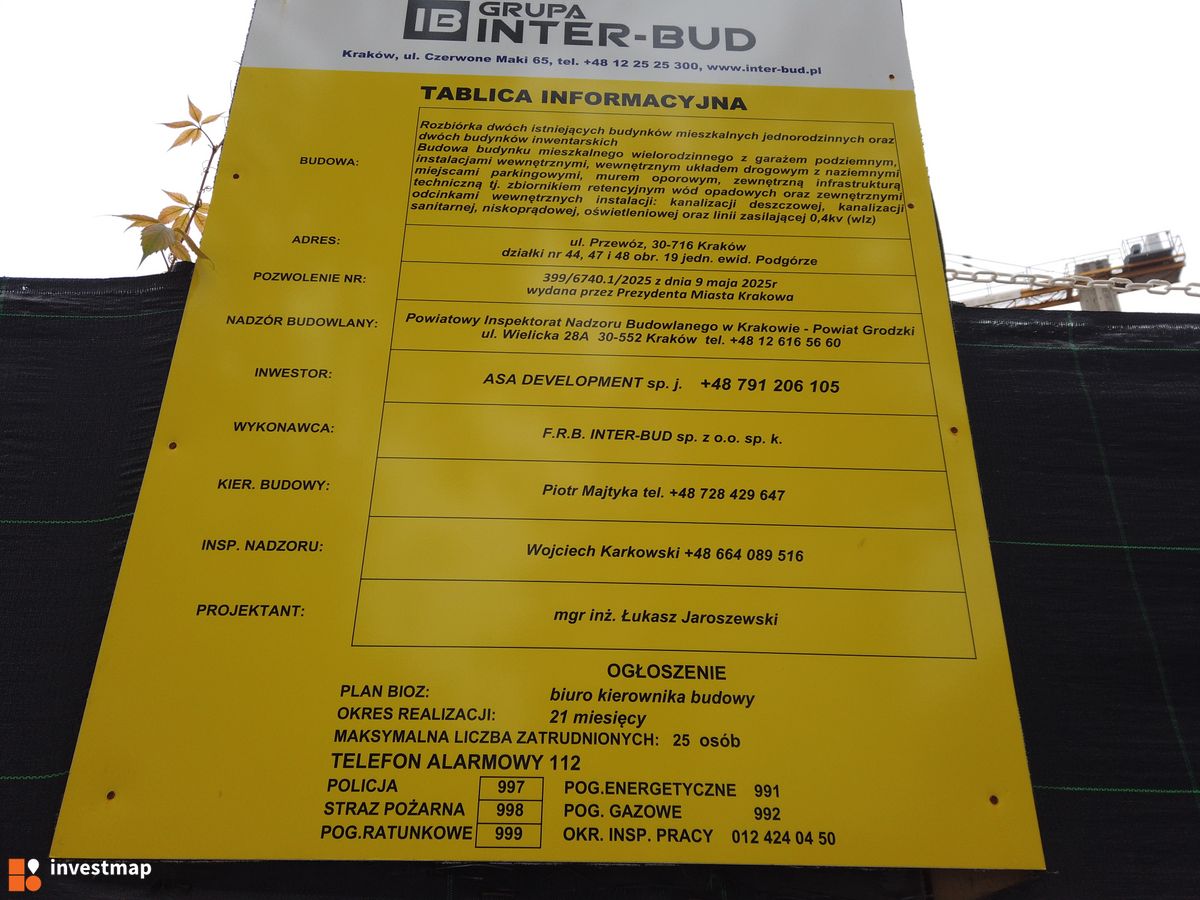 IB GRUPA
INTER-BUD
Kraków, ul. Czerwone Maki 65, tel. +48 12 25 25 300, www.inter-bud.pl
TABLICA INFORMACYJNA
BUDOWA:
Rozbiórka dwóch istniejących budynków mieszkalnych jednorodzinnych oraz
dwóch budynków inwentarskich
Budowa budynku mieszkalnego wielorodzinnego z garażem podziemnym,
instalacjami wewnętrznymi, wewnętrznym układem drogowym z naziemnymi
miejscami parkingowymi, murem oporowym, zewnętrzną infrastrukturą
techniczną tj. zbiornikiem retencyjnym wód opadowych oraz zewnętrznymi
odcinkami wewnętrznych instalacji: kanalizacji deszczowej, kanalizacji
sanitarnej, niskoprądowej, oświetleniowej oraz linii zasilającej 0,4kv (wlz)
ADRES:
ul. Przewóz, 30-716 Kraków
działki nr 44, 47 i 48 obr. 19 jedn. ewid. Podgórze
POZWOLENIE NR:
399/6740.1/2025 z dnia 9 maja 2025r
wydana przez Prezydenta Miasta Krakowa
NADZÓR BUDOWLANY:
Powiatowy Inspektorat Nadzoru Budowlanego w Krakowie - Powiat Grodzki
ul. Wielicka 28A 30-552 Kraków tel. +48 12 616 56 60
INWESTOR:
ASA DEVELOPMENT sp. j. +48 791 206 105
WYKONAWCA:
F.R.B. INTER-BUD sp. z o.o. sp. k.
KIER. BUDOWY:
Piotr Majtyka tel. +48 728 429 647
INSP. NADZORU:
Wojciech Karkowski +48 664 089 516
PROJEKTANT:
mgr inż. Łukasz Jaroszewski
OGŁOSZENIE
PLAN BIOZ: biuro kierownika budowy
OKRES REALIZACJI: 21 miesięcy
MAKSYMALNA LICZBA ZATRUDNIONYCH: 25 osób
TELEFON ALARMOWY 112
POLICJA 997 POG.ENERGETYCZNE 991
STRAZ POŻARNA 998 POG. GAZOWE 992
POG.RATUNKOWE 999 OKR. INSP. PRACY 012 424 04 50
investmap